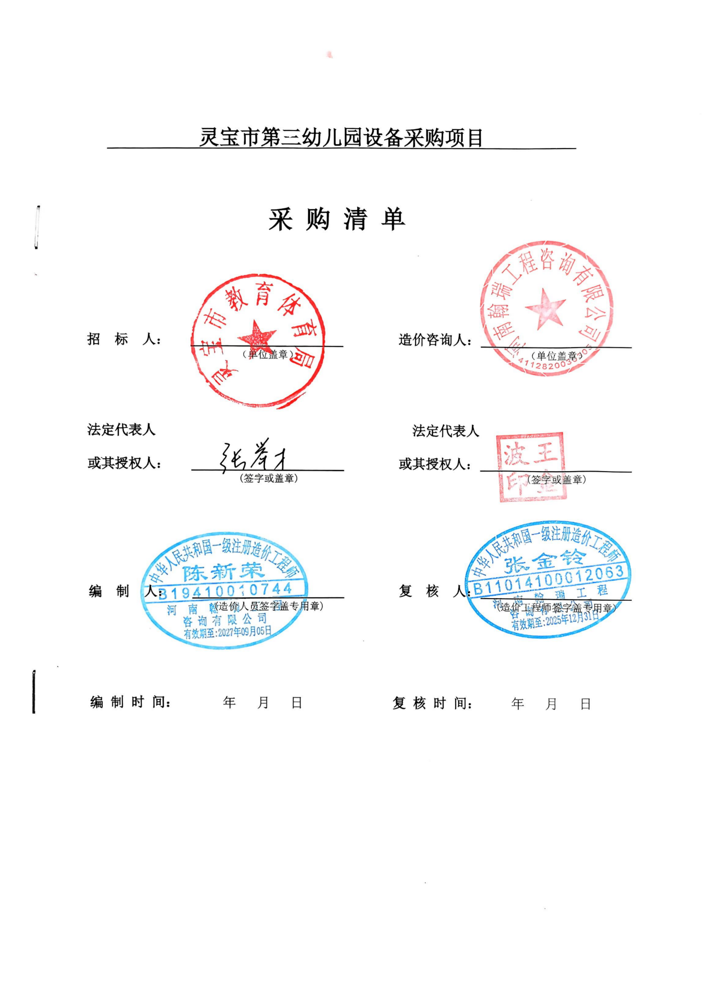 灵宝市第三幼儿园设备采购项目
采购清单
招标人：
灵宝市教育体育局
（单位盖章）
造价咨询人：
河南翰瑞工程咨询有限公司
（单位盖章）
法定代表人
或其授权人：
(签字或盖章)
法定代表人
或其授权人：
王金波印
(签字或盖章)
编制人：
中华人民共和国一级注册造价工程师
陈新荣
B19410010744
河南翰瑞工程
咨询有限公司
有效期至:2027年09月05日
(造价人员签字盖专用章)
复核人：
中华人民共和国一级注册造价工程师
张金铃
B11014100012063
河南翰瑞工程
咨询有限公司
有效期至:2025年12月31日
(造价工程师签字盖专用章)
编制时间： 年 月 日
复核时间： 年 月 日